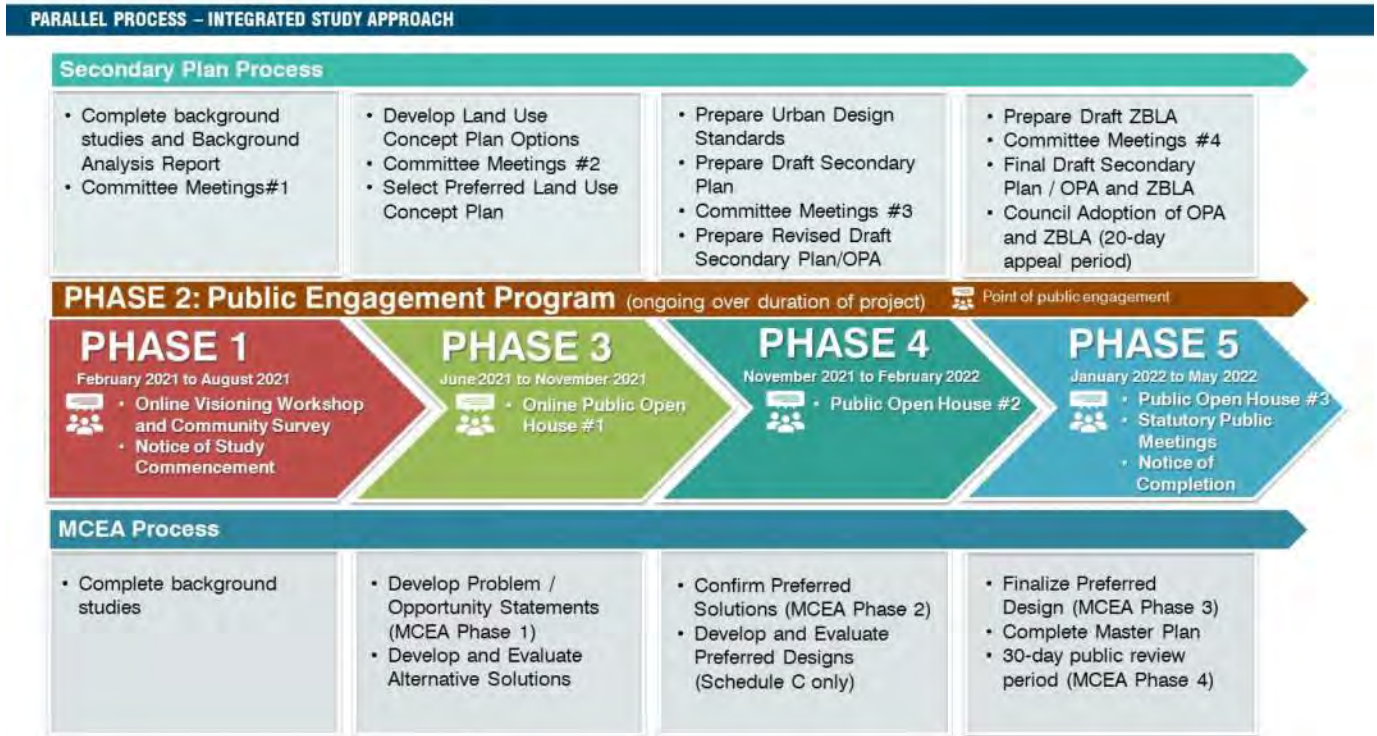 PARALLEL PROCESS – INTEGRATED STUDY APPROACH
Secondary Plan Process
• Complete background
studies and Background
Analysis Report
• Committee Meetings#1
• Develop Land Use
Concept Plan Options
• Committee Meetings #2
• Select Preferred Land Use
Concept Plan
• Prepare Urban Design
Standards
• Prepare Draft Secondary
Plan
• Committee Meetings #3
• Prepare Revised Draft
Secondary Plan/OPA
• Prepare Draft ZBLA
• Committee Meetings #4
• Final Draft Secondary
Plan / OPA and ZBLA
• Council Adoption of OPA
and ZBLA (20-day
appeal period)
PHASE 2: Public Engagement Program (ongoing over duration of project)
Point of public engagement
PHASE 1
February 2021 to August 2021
• Online Visioning Workshop
and Community Survey
• Notice of Study
Commencement
PHASE 3
June 2021 to November 2021
• Online Public Open
House #1
PHASE 4
November 2021 to February 2022
• Public Open House #2
PHASE 5
January 2022 to May 2022
• Public Open House #3
• Statutory Public
Meetings
• Notice of
Completion
MCEA Process
• Complete background
studies
• Develop Problem /
Opportunity Statements
(MCEA Phase 1)
• Develop and Evaluate
Alternative Solutions
• Confirm Preferred
Solutions (MCEA Phase 2)
• Develop and Evaluate
Preferred Designs
(Schedule C only)
• Finalize Preferred
Design (MCEA Phase 3)
• Complete Master Plan
• 30-day public review
period (MCEA Phase 4)